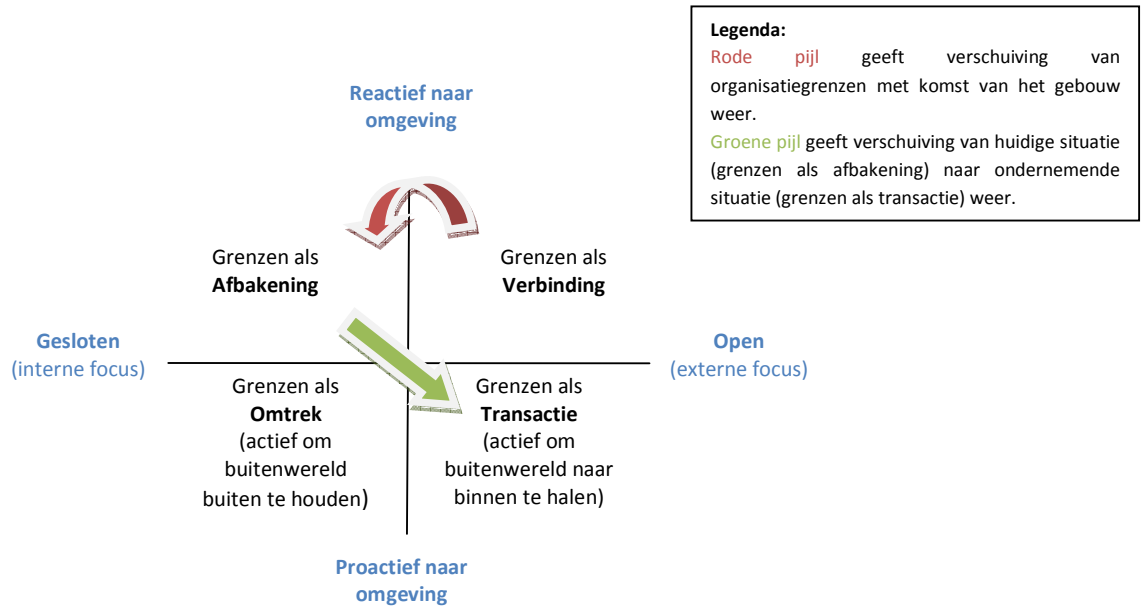 Legenda:
Rode pijl geeft verschuiving van
organisatiegrenzen met komst van het gebouw
weer.
Groene pijl geeft verschuiving van huidige situatie
(grenzen als afbakening) naar ondernemende
situatie (grenzen als transactie) weer.
Reactief naar
omgeving
Grenzen als
Afbakening
Grenzen als
Verbinding
Gesloten
(interne focus)
Open
(externe focus)
Grenzen als
Omtrek
(actief om
buitenwereld
buiten te houden)
Grenzen als
Transactie
(actief om
buitenwereld naar
binnen te halen)
Proactief naar
omgeving